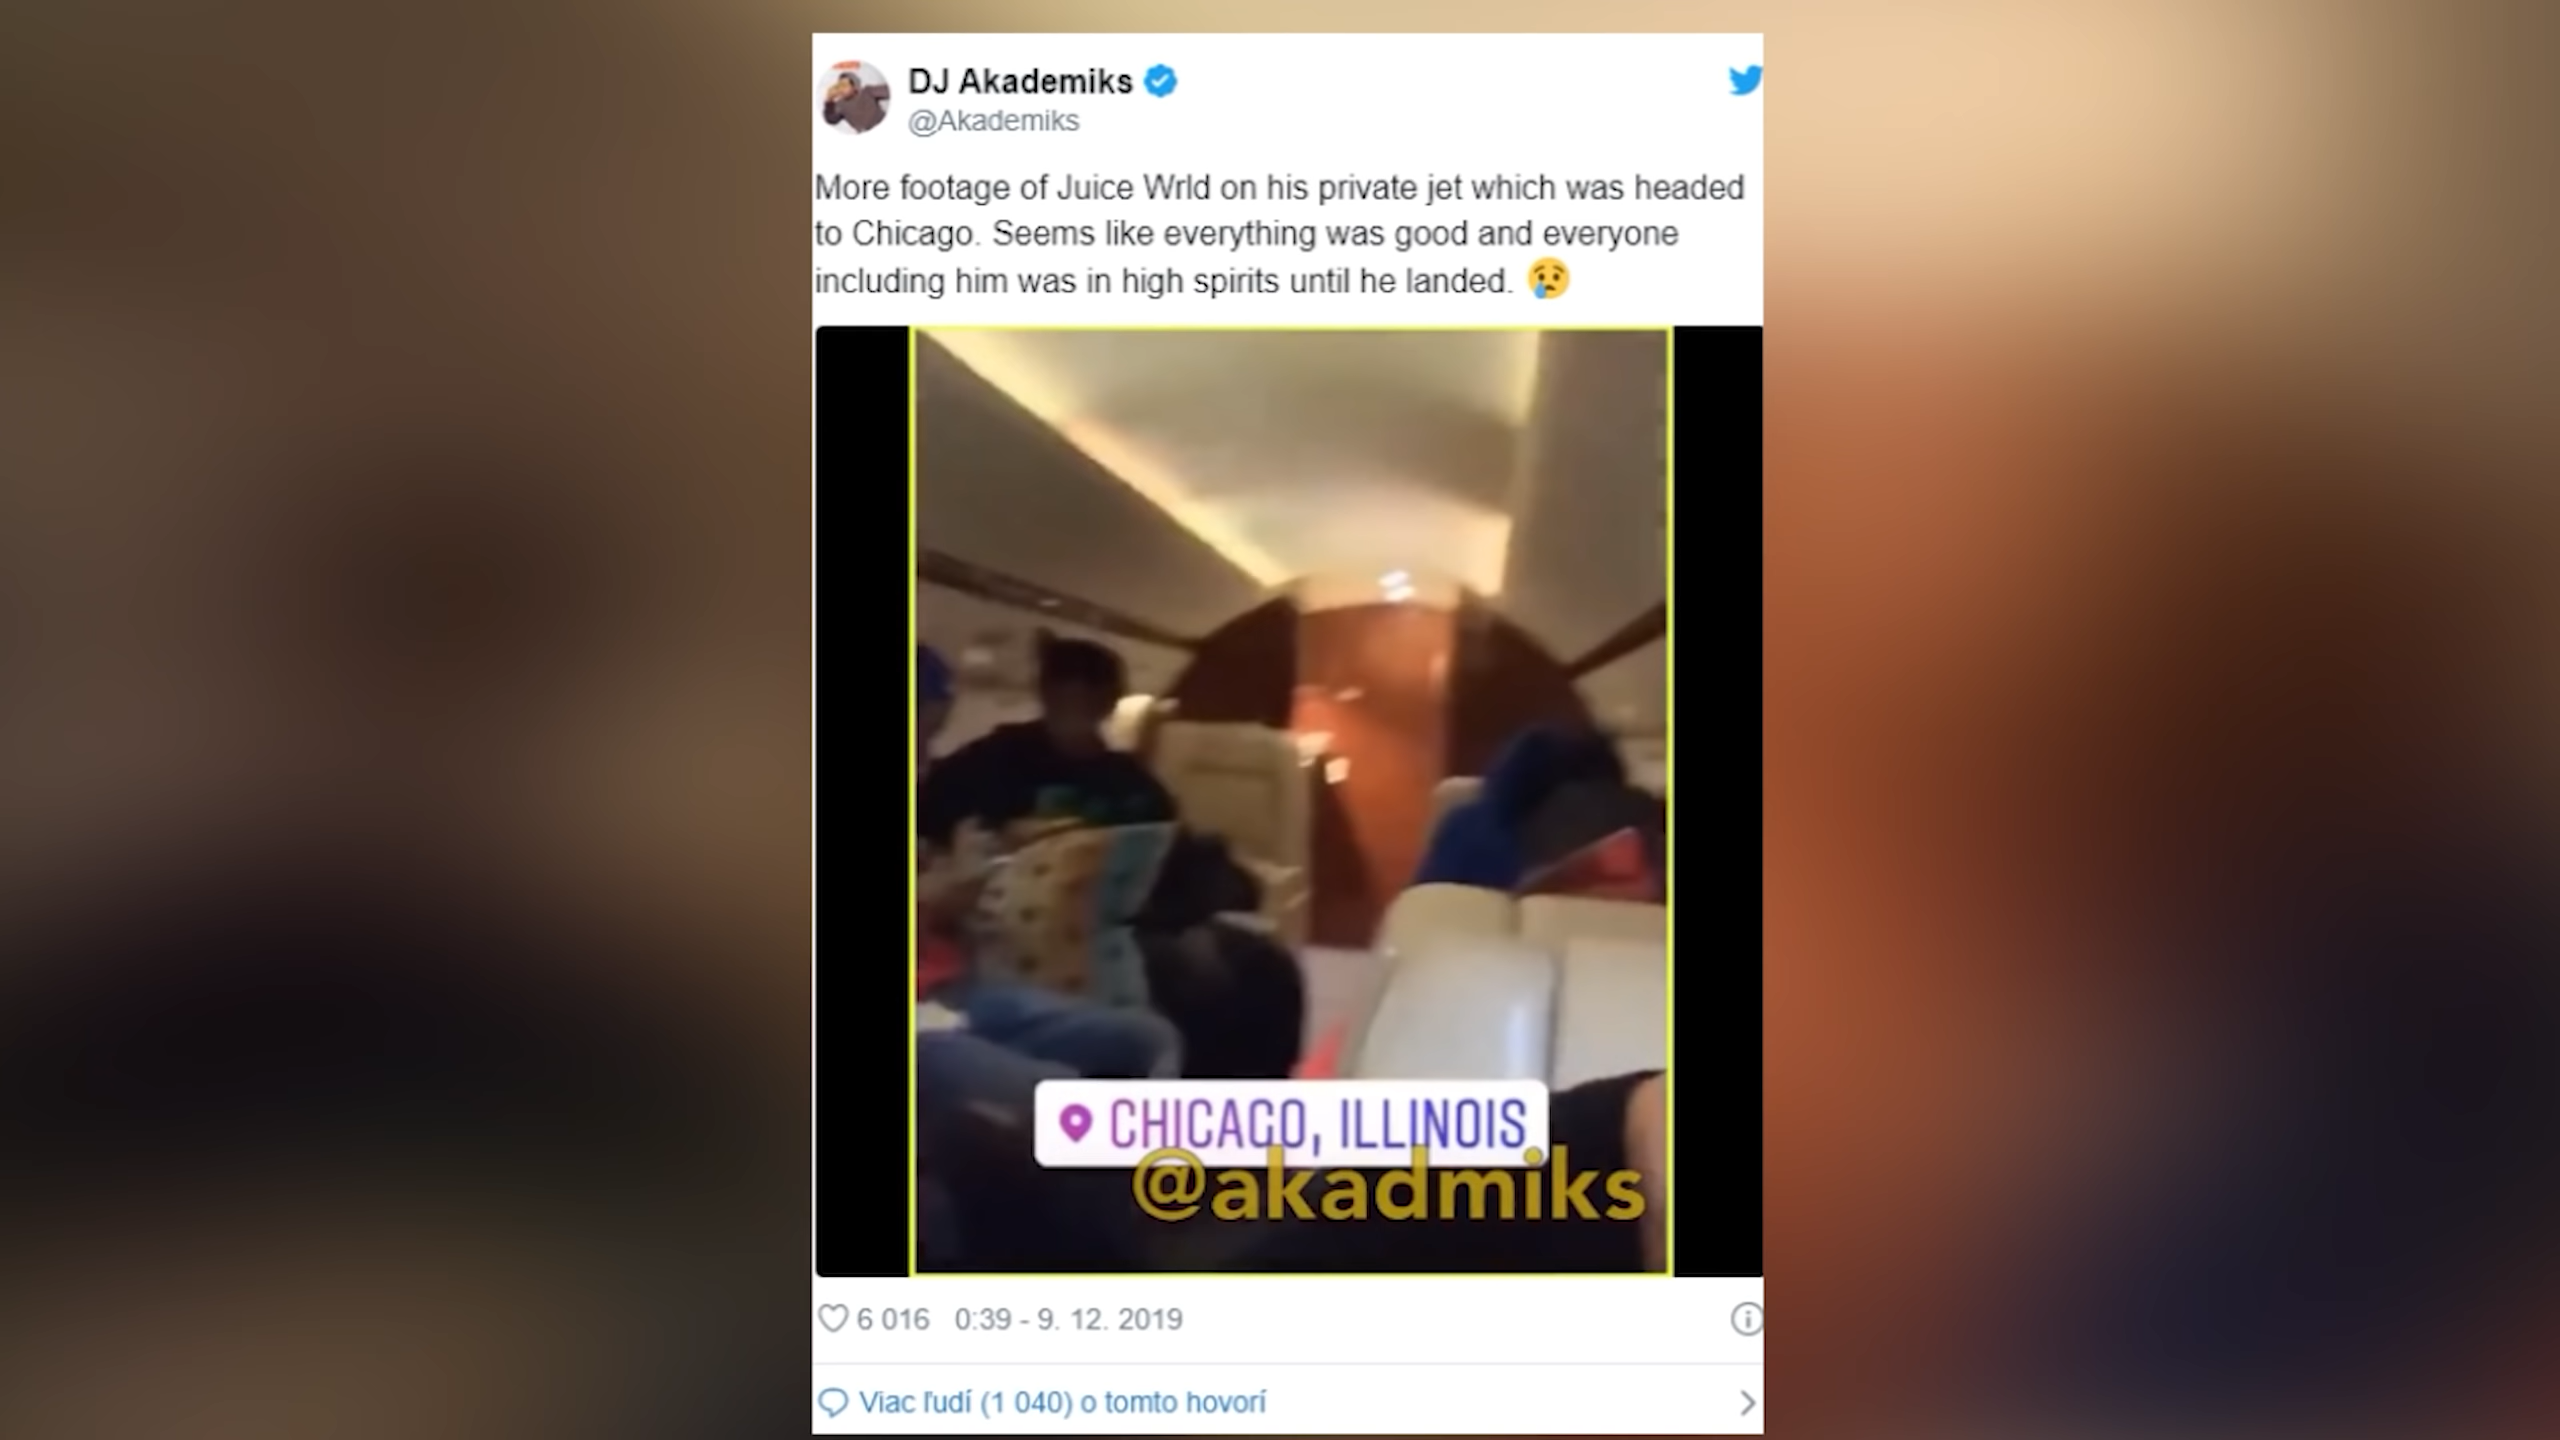 DJ Akademiks
@Akademiks
More footage of Juice Wrld on his private jet which was headed
to Chicago. Seems like everything was good and everyone
including him was in high spirits until he landed. 😢
CHICAGO, ILLINOIS
@akadmiks
6 016 0:39 - 9. 12. 2019
Viac ľudí (1 040) o tomto hovorí